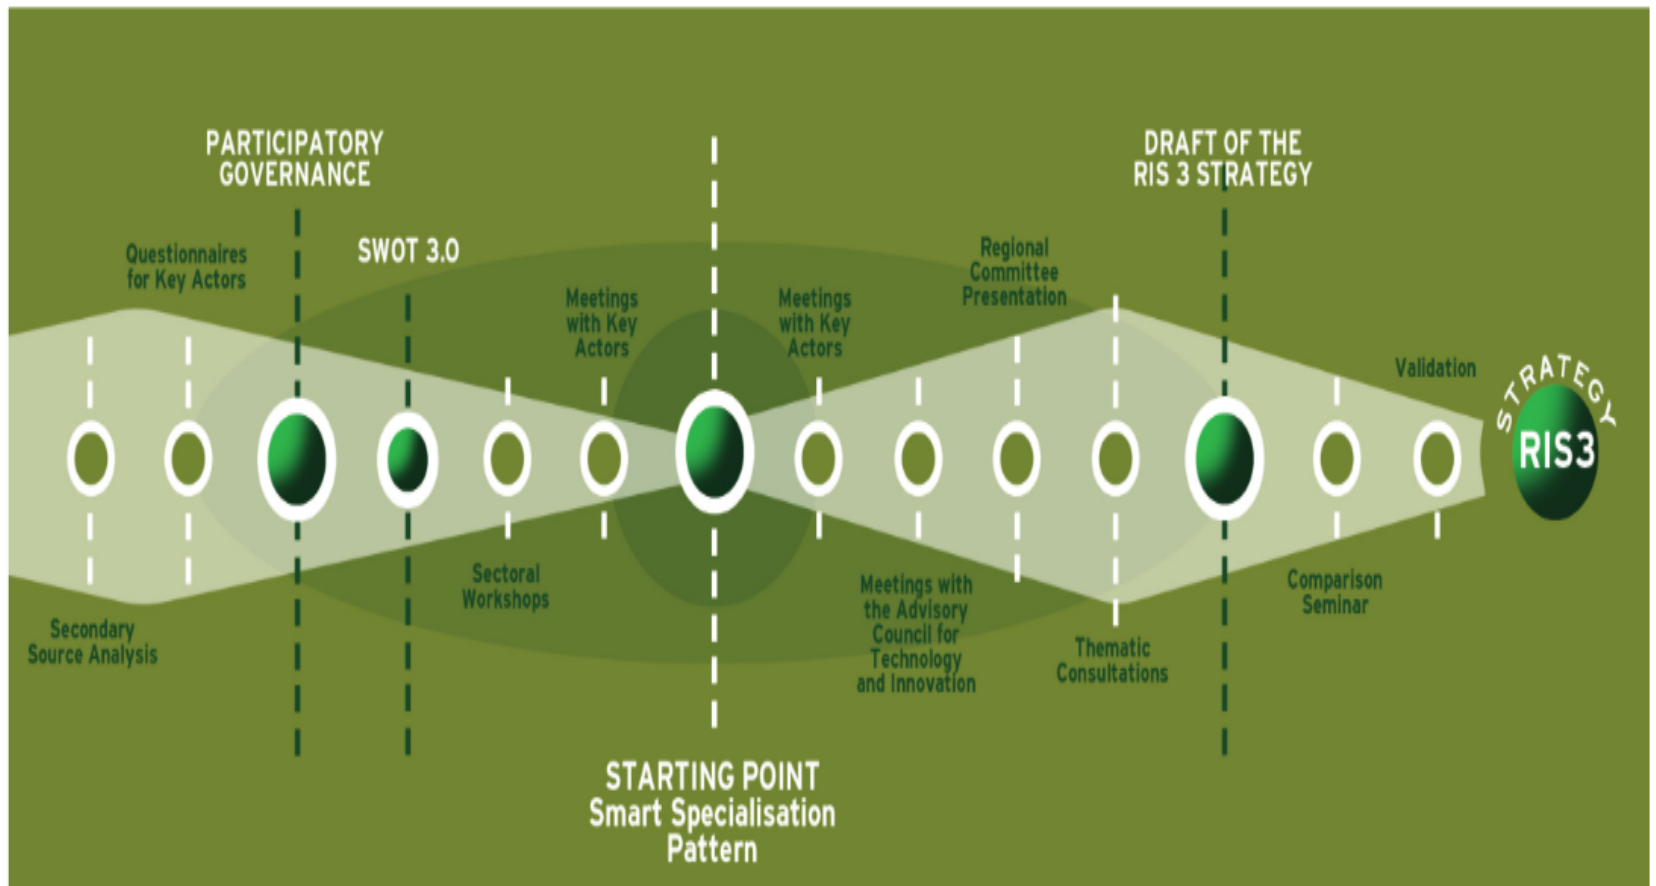 PARTICIPATORY
GOVERNANCE
DRAFT OF THE
RIS 3 STRATEGY
Questionnaires
for Key Actors
SWOT 3.0
Regional
Committee
Presentation
Meetings
with Key
Actors
Meetings
with Key
Actors
Validation
STRATEGY
RIS3
Sectoral
Workshops
Meetings with
the Advisory
Council for
Technology
and Innovation
Comparison
Seminar
Secondary
Source Analysis
Thematic
Consultations
STARTING POINT
Smart Specialisation
Pattern